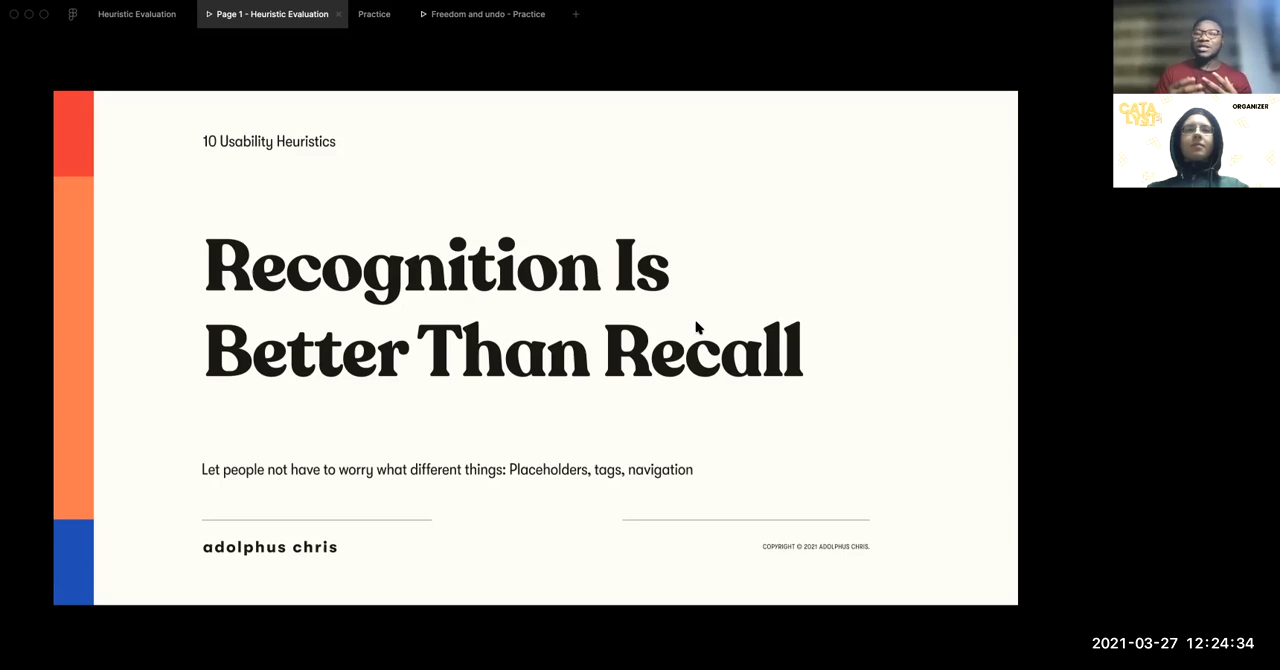 Heuristic Evaluation
Page 1 - Heuristic Evaluation
Practice
Freedom and undo - Practice
CATA
LYST
ORGANIZER
10 Usability Heuristics
Recognition Is
Better Than Recall
Let people not have to worry what different things: Placeholders, tags, navigation
adolphus chris
COPYRIGHT © 2021 ADOLPHUS CHRIS.
2021-03-27 12:24:34